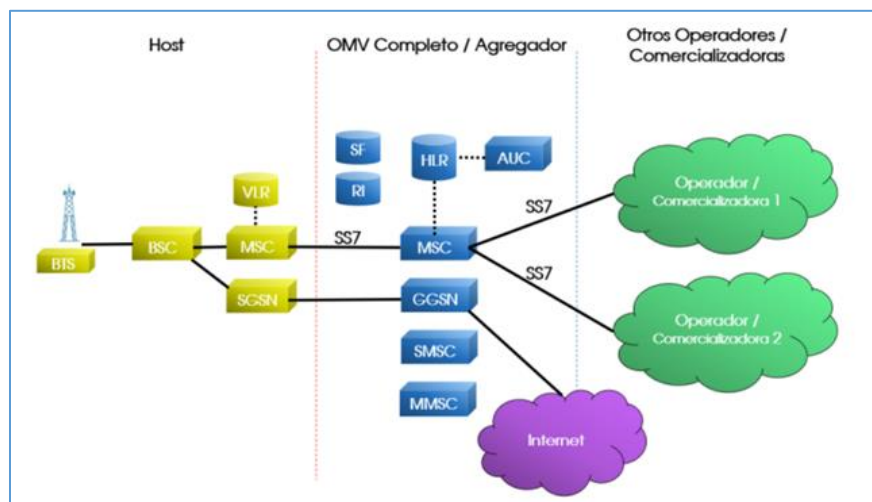 Host
OMV Completo / Agregador
Otros Operadores /
Comercializadoras
SF
RI
HLR
AUC
VLR
BTS
BSC
MSC
SS7
MSC
SS7
SS7
SGSN
GGSN
SMSC
MMSC
Operador /
Comercializadora 1
Operador /
Comercializadora 2
Internet